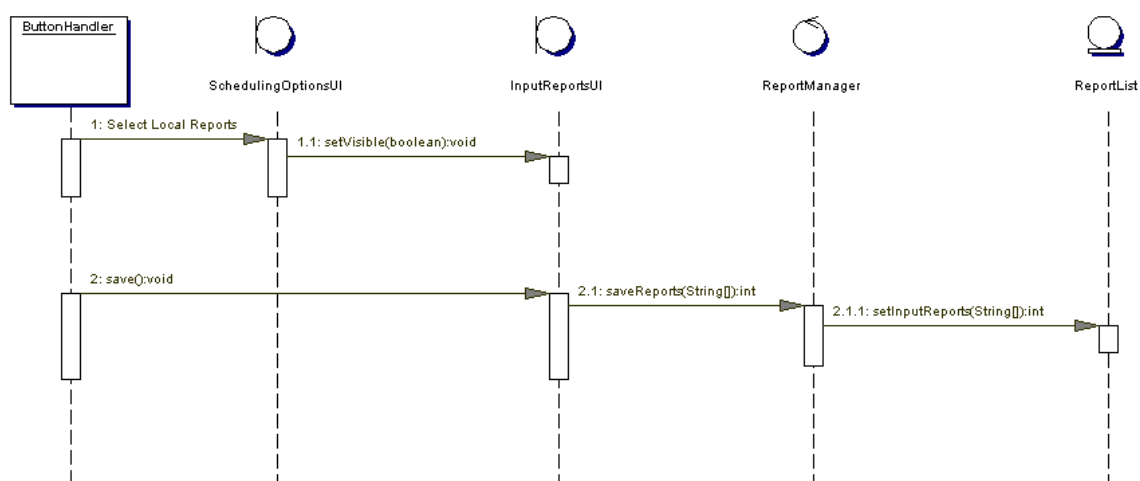 ButtonHandler
SchedulingOptionsUI
InputReportsUI
ReportManager
ReportList
1: Select Local Reports
1.1: setVisible(boolean):void
2: save():void
2.1: saveReports(String[]):int
2.1.1: setInputReports(String[]):int